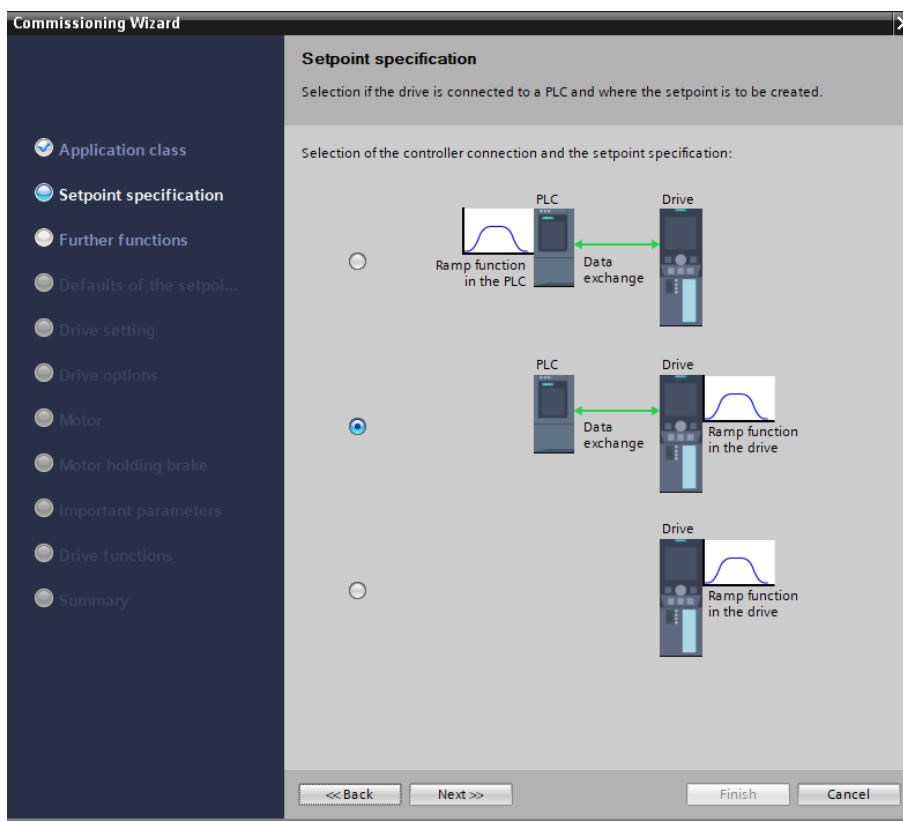 Commissioning Wizard
Setpoint specification
Selection if the drive is connected to a PLC and where the setpoint is to be created.
Application class
Setpoint specification
Further functions
Defaults of the setpoi...
Drive setting
Drive options
Motor
Motor holding brake
Important parameters
Drive functions
Summary
Selection of the controller connection and the setpoint specification:
PLC
Drive
Ramp function
in the PLC
Data
exchange
PLC
Drive
Data
exchange
Ramp function
in the drive
Drive
Ramp function
in the drive
<< Back
Next >>
Finish
Cancel